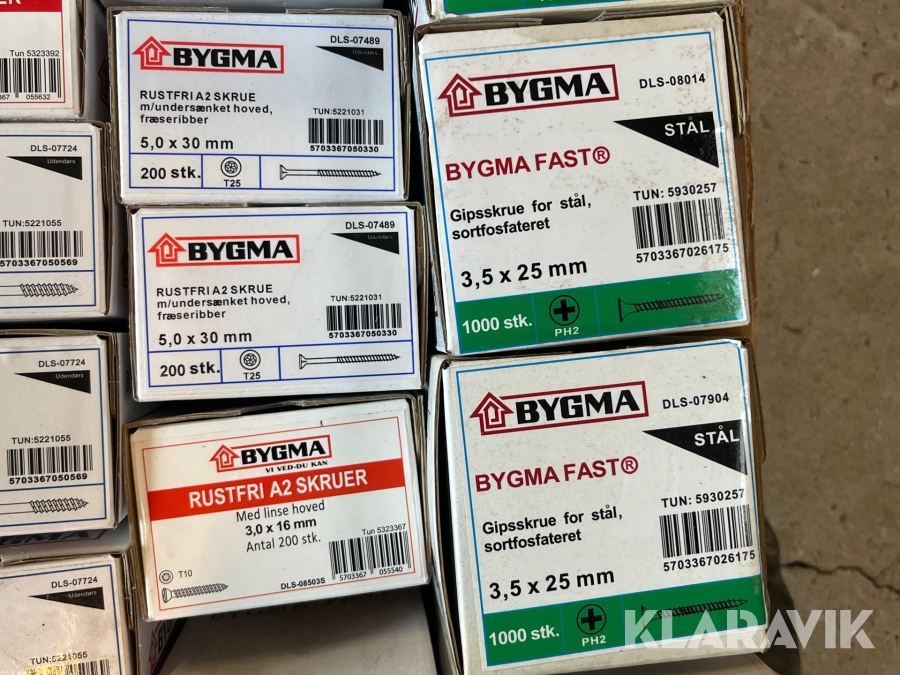 ER
Tun 5323392
367 055632
DLS-07724
Udendørs
TUN:5221055
5703367050569
DLS-07724
Udendørs
TUN:5221055
5703367050569
DLS-07724
Udendørs
TUN:5221055
DLS-07489
BYGMA
Udendørs
RUSTFRI A2 SKRUE
m/undersænket hoved,
fræseribber
TUN:5221031
5,0 x 30 mm
5703367050330
200 stk.
T25
DLS-07489
BYGMA
Udendørs
RUSTFRI A2 SKRUE
m/undersænket hoved,
fræseribber
TUN:5221031
5,0 x 30 mm
5703367050330
200 stk.
T25
BYGMA
VI VED-DU KAN
RUSTFRI A2 SKRUER
Med linse hoved
3,0 x 16 mm
Antal 200 stk.
Tun 5323367
T10
5703367 055540
DLS-08503S
BYGMA
DLS-08014
STÅL
BYGMA FAST®
TUN: 5930257
Gipsskrue for stål,
sortfosfateret
5703367026175
3,5 x 25 mm
1000 stk.
PH2
BYGMA
DLS-07904
STÅL
BYGMA FAST®
TUN: 5930257
Gipsskrue for stål,
sortfosfateret
5703367026175
3,5 x 25 mm
1000 stk.
PH2
KLARAVIK